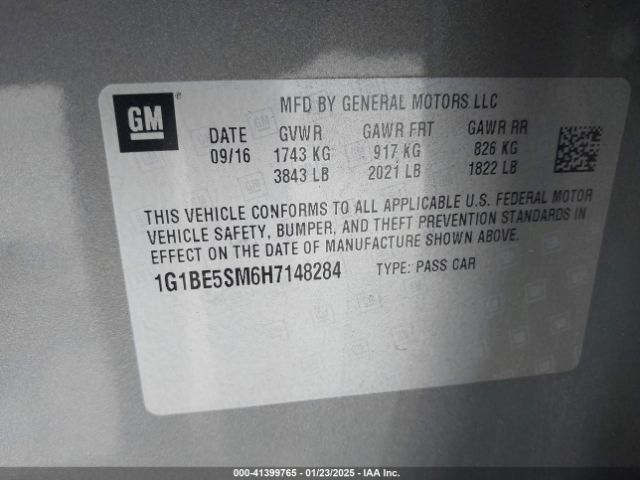 GM
MFD BY GENERAL MOTORS LLC
DATE GVWR GAWR FRT GAWR RR
09/16 1743 KG 917 KG 826 KG
3843 LB 2021 LB 1822 LB
THIS VEHICLE CONFORMS TO ALL APPLICABLE U.S. FEDERAL MOTOR
VEHICLE SAFETY, BUMPER, AND THEFT PREVENTION STANDARDS IN
EFFECT ON THE DATE OF MANUFACTURE SHOWN ABOVE.
1G1BE5SM6H7148284 TYPE: PASS CAR
000-41399765 - 01/23/2025 - IAA Inc.